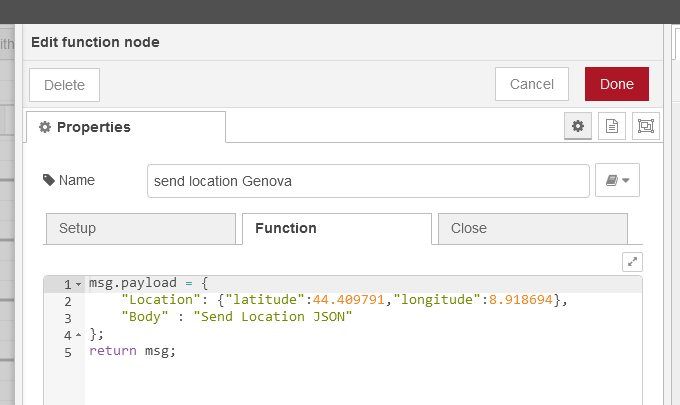 ith
Edit function node
Delete
Cancel
Done
Properties
Name
send location Genova
Setup
Function
Close
1 msg.payload = {
2 "Location": {"latitude":44.409791,"longitude":8.918694},
3 "Body" : "Send Location JSON"
4 };
5 return msg;